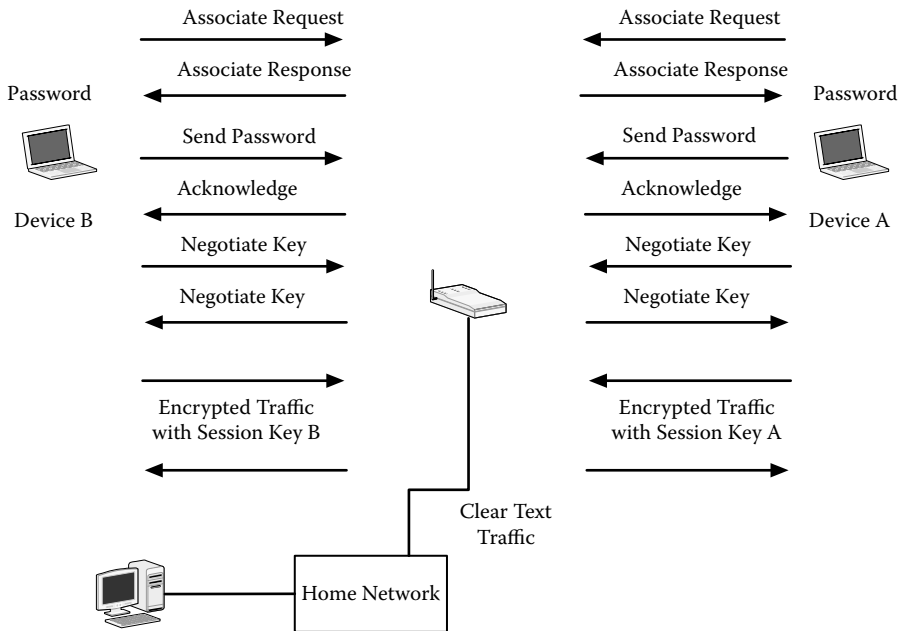 Associate Request
Associate Request
Associate Response
Associate Response
Password
Password
Send Password
Send Password
Acknowledge
Acknowledge
Device B
Device A
Negotiate Key
Negotiate Key
Negotiate Key
Negotiate Key
Encrypted Traffic
with Session Key B
Encrypted Traffic
with Session Key A
Clear Text
Traffic
Home Network